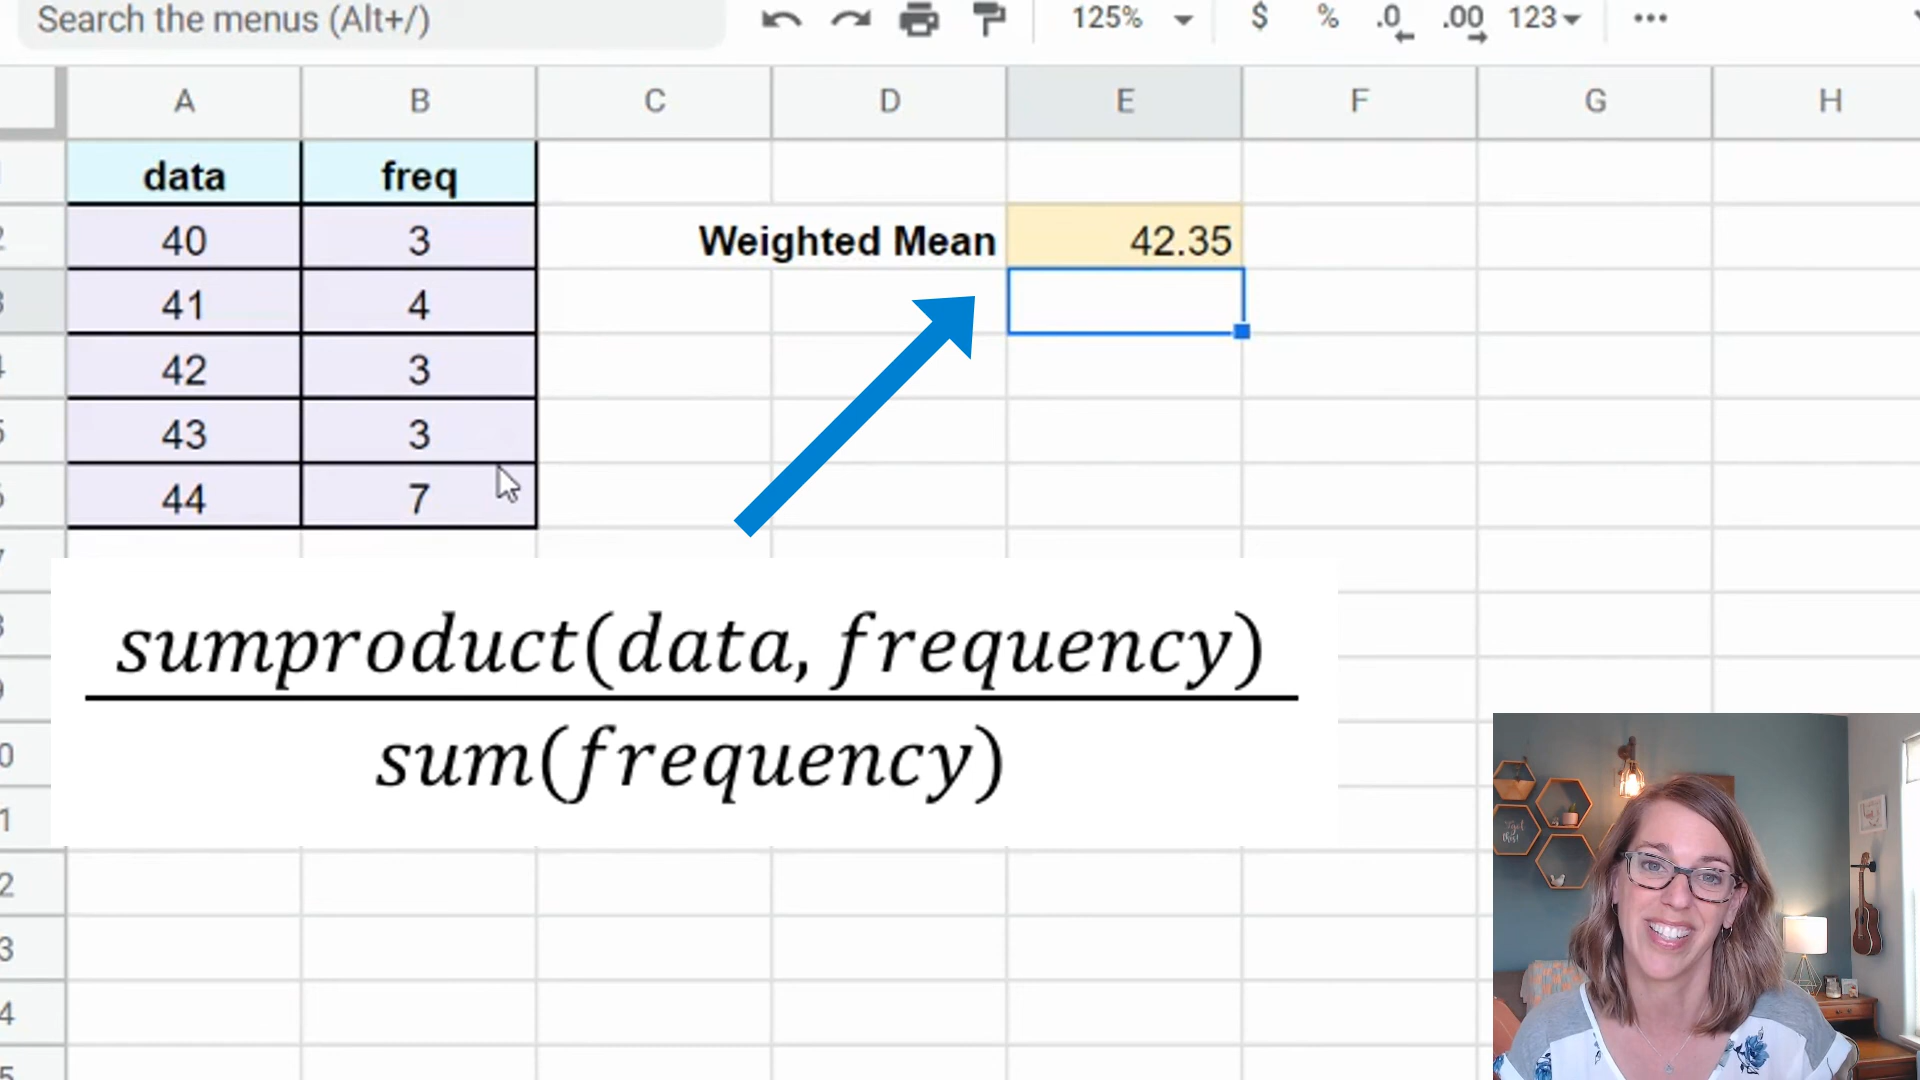 Search the menus (Alt+/)
125% $ % .0 .00 123
A B C D E F G H
data freq
40 3 Weighted Mean 42.35
41 4
42 3
43 3
44 7
sumproduct(data, frequency)
sum(frequency)